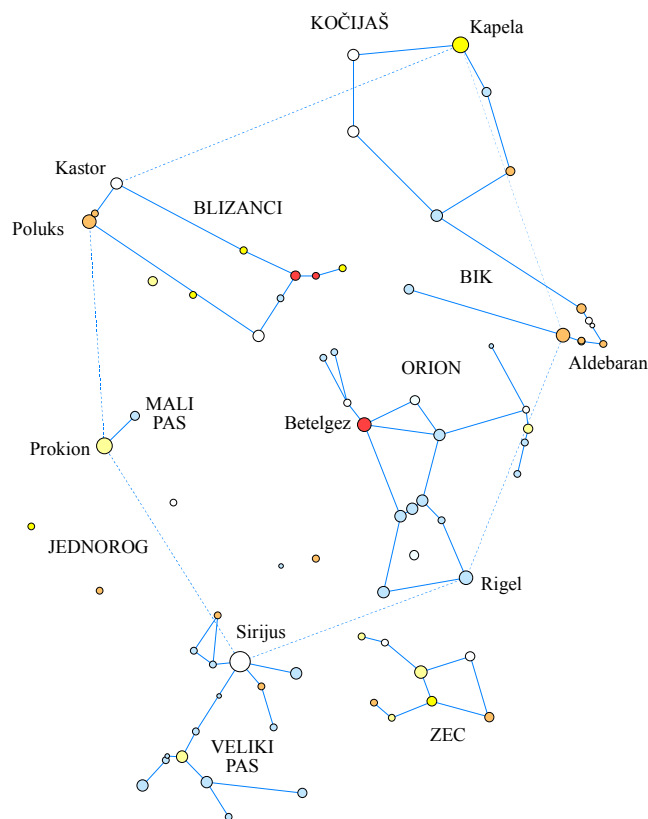 KOČIJAŠ
Kapela
Kastor
BLIZANCI
Poluks
BIK
Aldebaran
ORION
MALI
PAS
Betelgez
Prokion
JEDNOROG
Rigel
Sirijus
ZEC
VELIKI
PAS